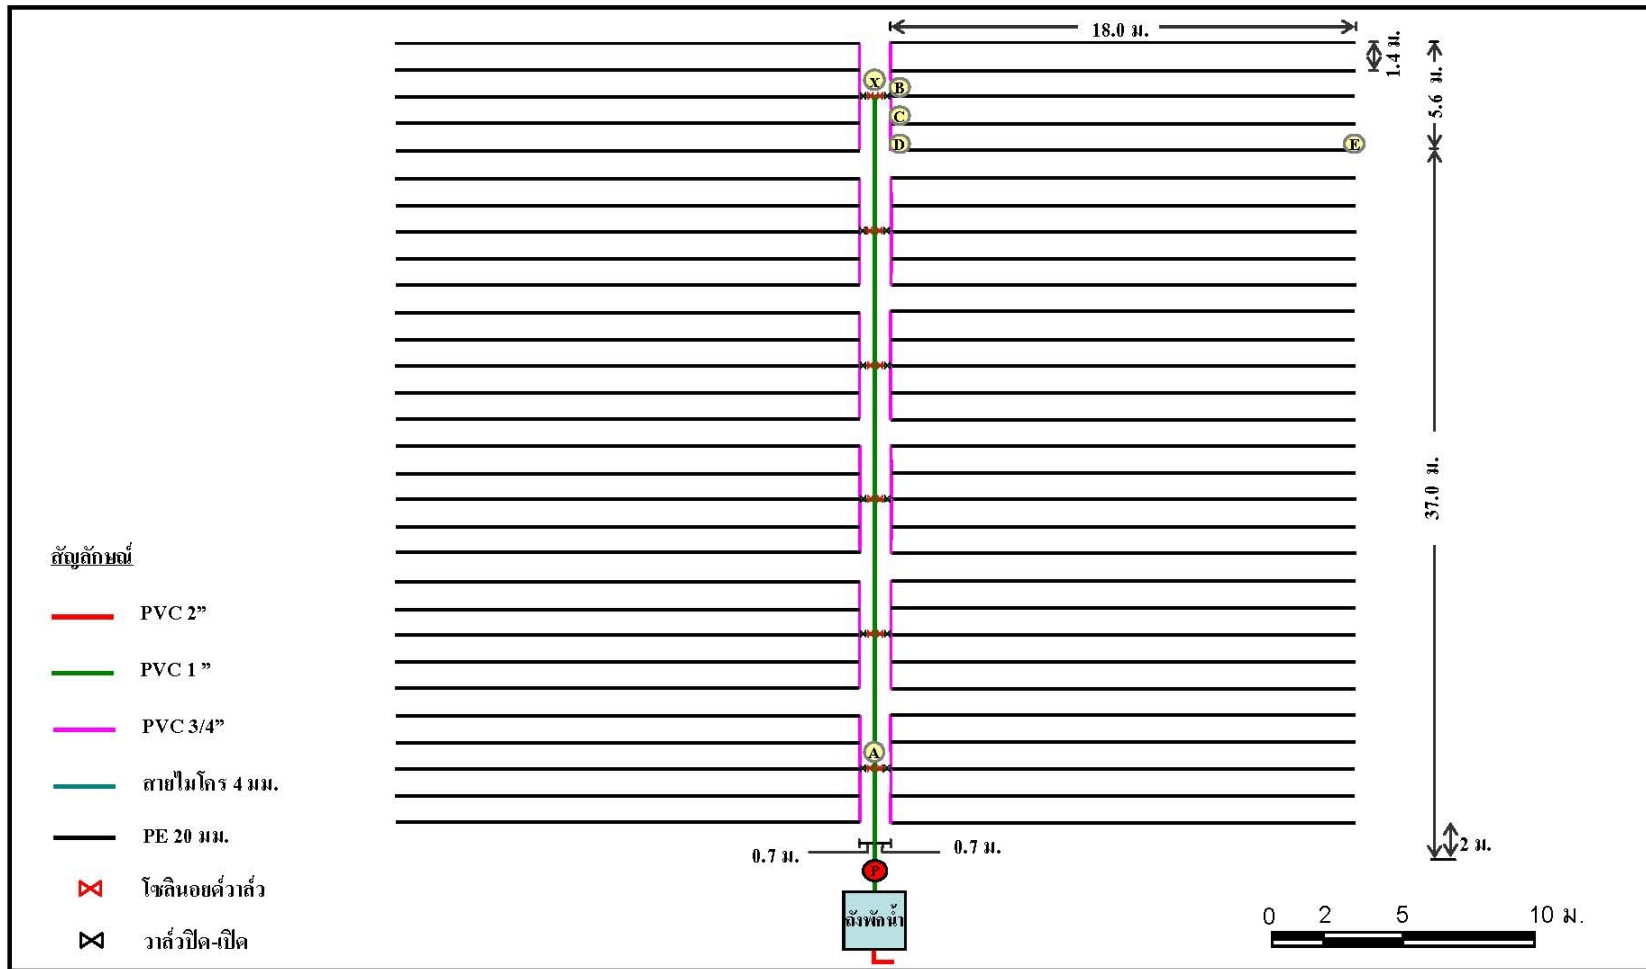 18.0 ม.
1.4 ม.
5.6 ม.
X
B
C
D
E
37.0 ม.
A
0.7 ม.
0.7 ม.
2 ม.
P
ถังพักน้ำ
สัญลักษณ์
PVC 2”
PVC 1 ”
PVC 3/4”
สายไมโคร 4 มม.
PE 20 มม.
โซลินอยด์วาล์ว
วาล์วปิด-เปิด
0 2 5 10 ม.